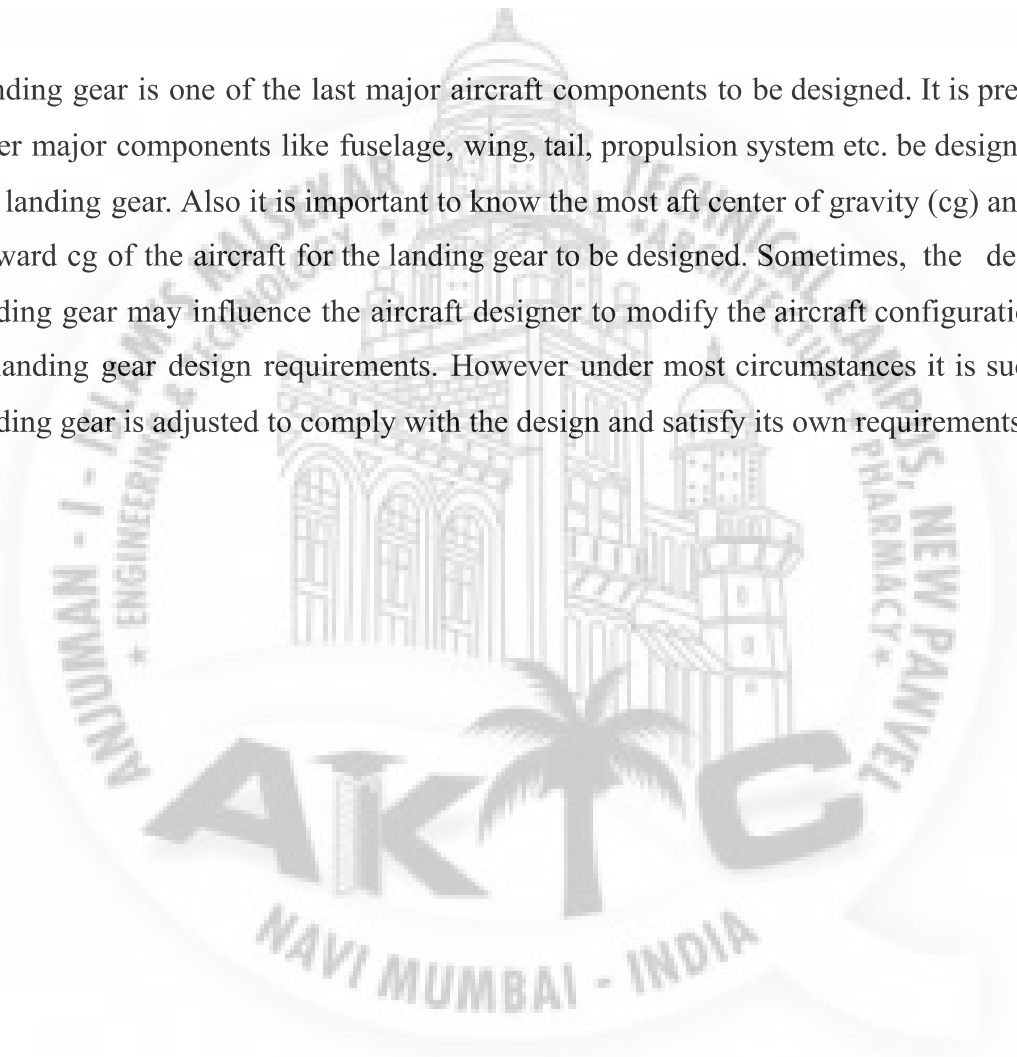 nding gear is one of the last major aircraft components to be designed. It is pre
er major components like fuselage, wing, tail, propulsion system etc. be design
landing gear. Also it is important to know the most aft center of gravity (cg) an
ward cg of the aircraft for the landing gear to be designed. Sometimes, the de
ding gear may influence the aircraft designer to modify the aircraft configuratio
landing gear design requirements. However under most circumstances it is su
ding gear is adjusted to comply with the design and satisfy its own requirements
ANJUMAN - I - ISLAM'S KALSEKAR TECHNICAL CAMPUS, NEW PANVEL
★ ENGINEERING & TECHNOLOGY • • ARCHITECTURE • PHARMACY ★
AKTC
NAVI MUMBAI - INDIA